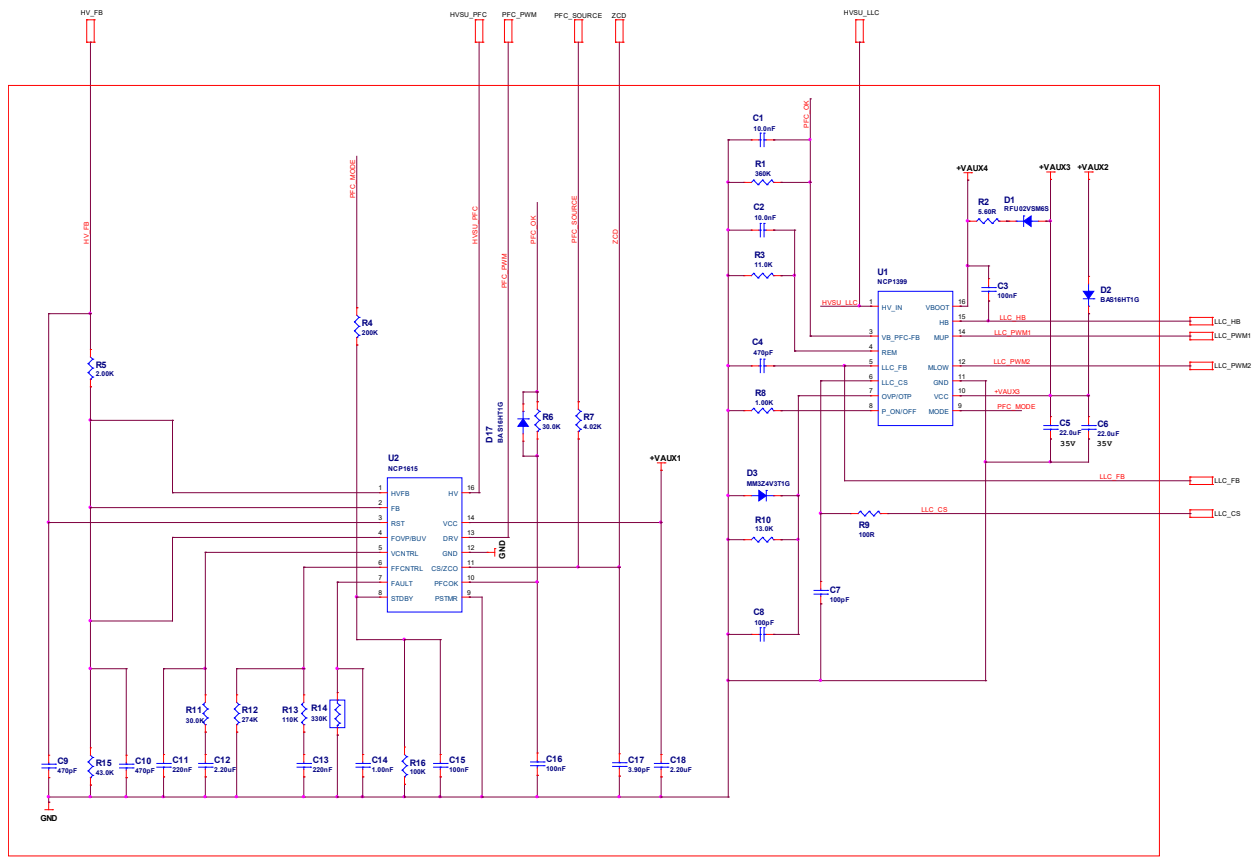 HV_FB
HVSU_PFC
PFC_PWM
PFC_SOURCE
ZCD
HVSU_LLC
HV_FB
PFC_MODE
HVSU_PFC
PFC_PWM
PFC_OK
PFC_SOURCE
ZCD
PFC_OK
C1
10.0nF
R1
360K
C2
10.0nF
R3
11.0K
+VAUX4
+VAUX3
+VAUX2
R2
5.60R
D1
RFU02VSM6S
U1
NCP1399
C3
100nF
D2
BAS16HT1G
HVSU_LLC
1
HV_IN
VBOOT
16
HB
15
LLC_HB
LLC_HB
3
VB_PFC-FB
MUP
14
LLC_PWM1
LLC_PWM1
4
REM
5
LLC_FB
MLOW
12
LLC_PWM2
LLC_PWM2
6
LLC_CS
GND
11
7
OVP/OTP
VCC
10
+VAUX3
8
P_ON/OFF
MODE
9
PFC_MODE
C4
470pF
R8
1.00K
C5
22.0uF
35V
C6
22.0uF
35V
R4
200K
R5
2.00K
D17
BAS16HT1G
R6
30.0K
R7
4.02K
U2
NCP1615
+VAUX1
1
HVFB
HV
16
2
FB
3
RST
VCC
14
4
FOVP/BUV
DRV
13
5
VCNTRL
GND
12
GND
6
FFCNTRL
CS/ZCO
11
7
FAULT
PFCOK
10
8
STDBY
PSTMR
9
D3
MM3Z4V3T1G
R10
13.0K
LLC_FB
LLC_FB
LLC_CS
LLC_CS
R9
100R
C7
100pF
C8
100pF
R11
30.0K
R12
274K
R13
110K
R14
330K
C9
470pF
R15
43.0K
C10
470pF
C11
220nF
C12
2.20uF
C13
220nF
C14
1.00nF
R16
100K
C15
100nF
C16
100nF
C17
3.90pF
C18
2.20uF
GND